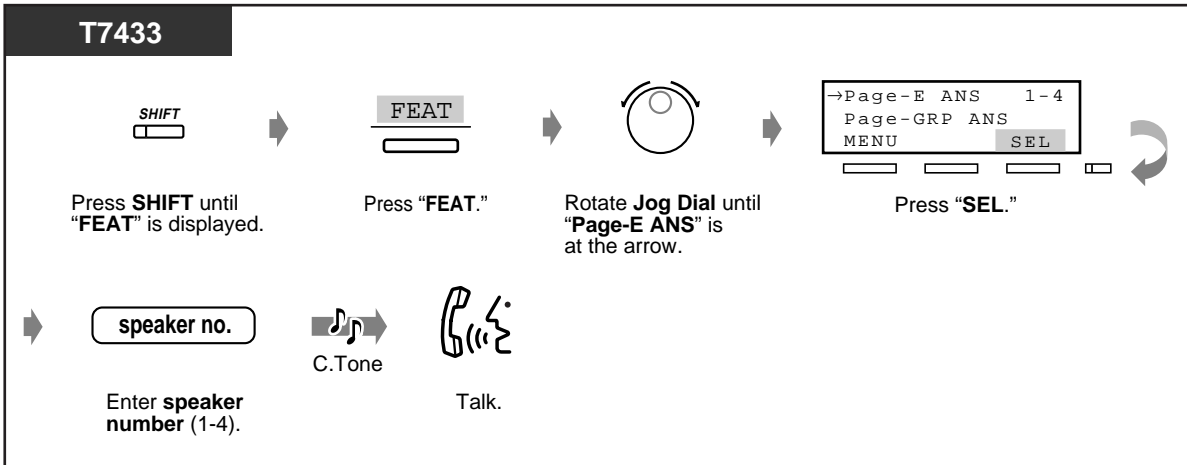 T7433
SHIFT
FEAT
→Page-E ANS 1-4
Page-GRP ANS
MENU SEL
Press SHIFT until
“FEAT” is displayed.
Press “FEAT.”
Rotate Jog Dial until
“Page-E ANS” is
at the arrow.
Press “SEL.”
speaker no.
C.Tone
Enter speaker
number (1-4).
Talk.